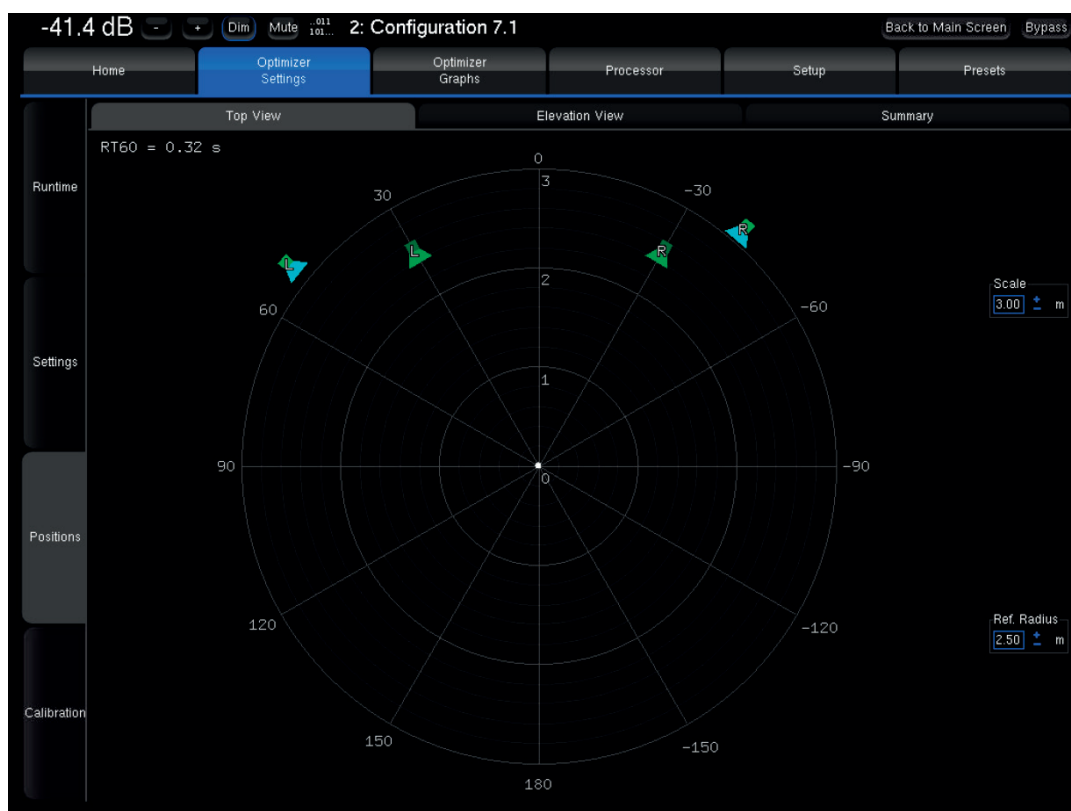 -41.4 dB - + Dim Mute ..011 101... 2: Configuration 7.1 Back to Main Screen Bypass
Home Optimizer Settings Optimizer Graphs Processor Setup Presets
Top View Elevation View Summary
RT60 = 0.32 s
Runtime
Settings
Positions
Calibration
0
3
30
-30
L
L
R
R
2
60
-60
1
90
0
-90
120
-120
150
-150
180
Scale
3.00 + - m
Ref. Radius
2.50 + - m